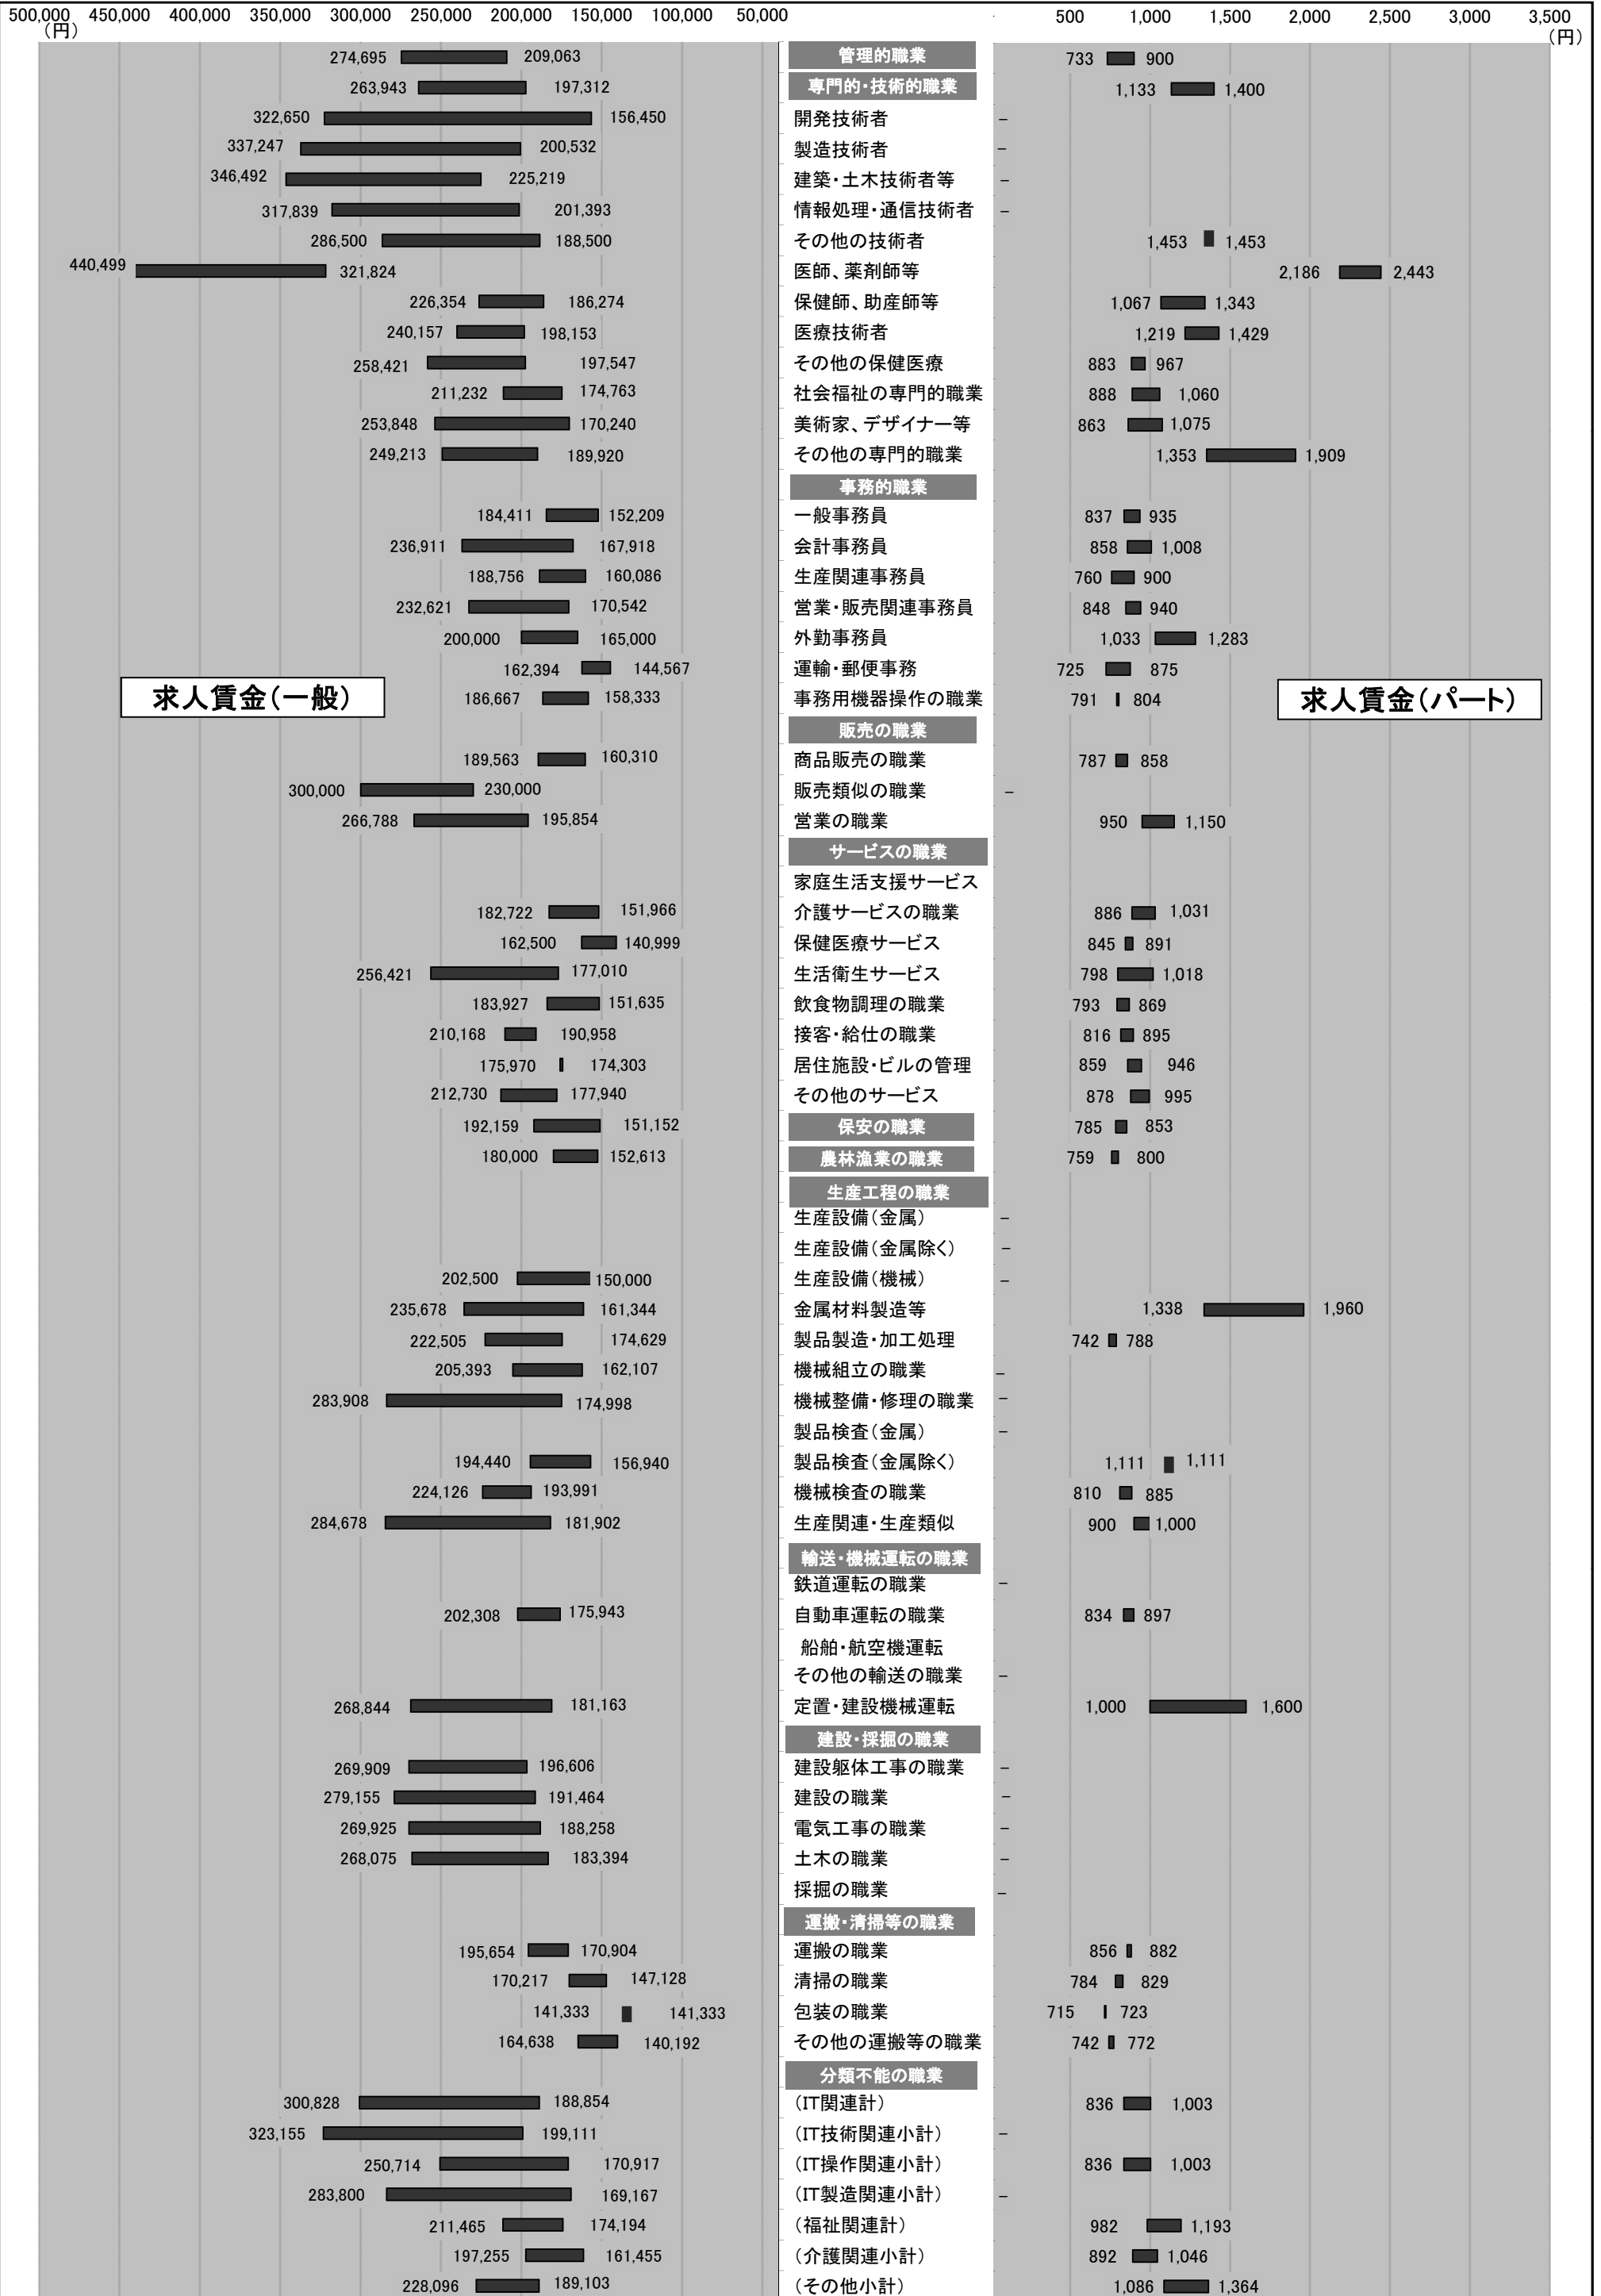 500,000 450,000 400,000 350,000 300,000 250,000 200,000 150,000 100,000 50,000 500 1,000 1,500 2,000 2,500 3,000 3,500
(円) (円)
274,695 209,063 管理的職業 733 900
263,943 197,312 専門的・技術的職業 1,133 1,400
322,650 156,450 開発技術者 －
337,247 200,532 製造技術者 －
346,492 225,219 建築・土木技術者等 －
317,839 201,393 情報処理・通信技術者 －
286,500 188,500 その他の技術者 1,453 1,453
440,499 321,824 医師、薬剤師等 2,186 2,443
226,354 186,274 保健師、助産師等 1,067 1,343
240,157 198,153 医療技術者 1,219 1,429
258,421 197,547 その他の保健医療 883 967
211,232 174,763 社会福祉の専門的職業 888 1,060
253,848 170,240 美術家、デザイナー等 863 1,075
249,213 189,920 その他の専門的職業 1,353 1,909
事務的職業
184,411 152,209 一般事務員 837 935
236,911 167,918 会計事務員 858 1,008
188,756 160,086 生産関連事務員 760 900
232,621 170,542 営業・販売関連事務員 848 940
200,000 165,000 外勤事務員 1,033 1,283
162,394 144,567 運輸・郵便事務 725 875
求人賃金(一般) 186,667 158,333 事務用機器操作の職業 791 804 求人賃金(パート)
販売の職業
189,563 160,310 商品販売の職業 787 858
300,000 230,000 販売類似の職業 －
266,788 195,854 営業の職業 950 1,150
サービスの職業
家庭生活支援サービス
182,722 151,966 介護サービスの職業 886 1,031
162,500 140,999 保健医療サービス 845 891
256,421 177,010 生活衛生サービス 798 1,018
183,927 151,635 飲食物調理の職業 793 869
210,168 190,958 接客・給仕の職業 816 895
175,970 174,303 居住施設・ビルの管理 859 946
212,730 177,940 その他のサービス 878 995
192,159 151,152 保安の職業 785 853
180,000 152,613 農林漁業の職業 759 800
生産工程の職業
生産設備(金属) －
生産設備(金属除く) －
202,500 150,000 生産設備(機械) －
235,678 161,344 金属材料製造等 1,338 1,960
222,505 174,629 製品製造・加工処理 742 788
205,393 162,107 機械組立の職業 －
283,908 174,998 機械整備・修理の職業 －
製品検査(金属) －
194,440 156,940 製品検査(金属除く) 1,111 1,111
224,126 193,991 機械検査の職業 810 885
284,678 181,902 生産関連・生産類似 900 1,000
輸送・機械運転の職業
鉄道運転の職業 －
202,308 175,943 自動車運転の職業 834 897
船舶・航空機運転
その他の輸送の職業 －
268,844 181,163 定置・建設機械運転 1,000 1,600
建設・採掘の職業
269,909 196,606 建設躯体工事の職業 －
279,155 191,464 建設の職業 －
269,925 188,258 電気工事の職業 －
268,075 183,394 土木の職業 －
採掘の職業 －
運搬・清掃等の職業
195,654 170,904 運搬の職業 856 882
170,217 147,128 清掃の職業 784 829
141,333 141,333 包装の職業 715 723
164,638 140,192 その他の運搬等の職業 742 772
分類不能の職業
300,828 188,854 (IT関連計) 836 1,003
323,155 199,111 (IT技術関連小計) －
250,714 170,917 (IT操作関連小計) 836 1,003
283,800 169,167 (IT製造関連小計) －
211,465 174,194 (福祉関連計) 982 1,193
197,255 161,455 (介護関連小計) 892 1,046
228,096 189,103 (その他小計) 1,086 1,364